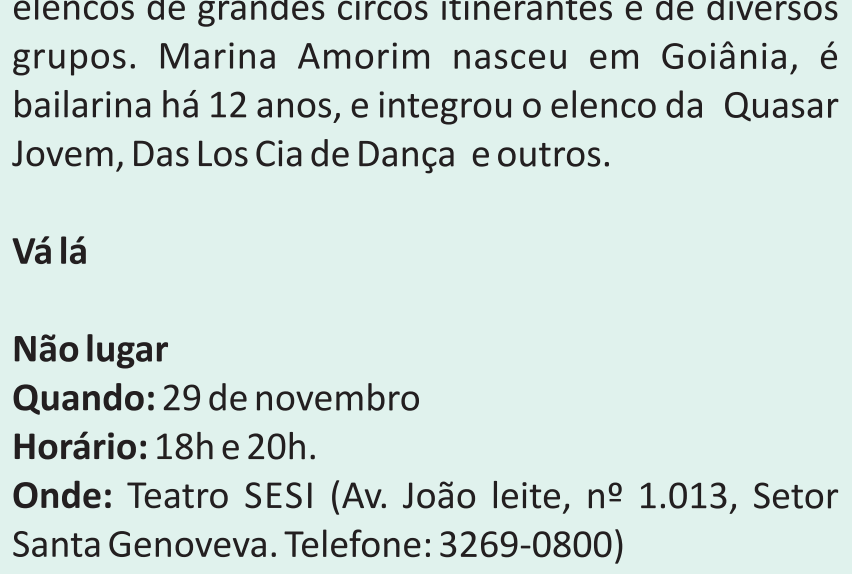 elencos de grandes circos itinerantes e de diversos
grupos. Marina Amorim nasceu em Goiânia, é
bailarina há 12 anos, e integrou o elenco da Quasar
Jovem, Das Los Cia de Dança e outros.
Vá lá
Não lugar
Quando: 29 de novembro
Horário: 18h e 20h.
Onde: Teatro SESI (Av. João leite, nº 1.013, Setor
Santa Genoveva. Telefone: 3269-0800)